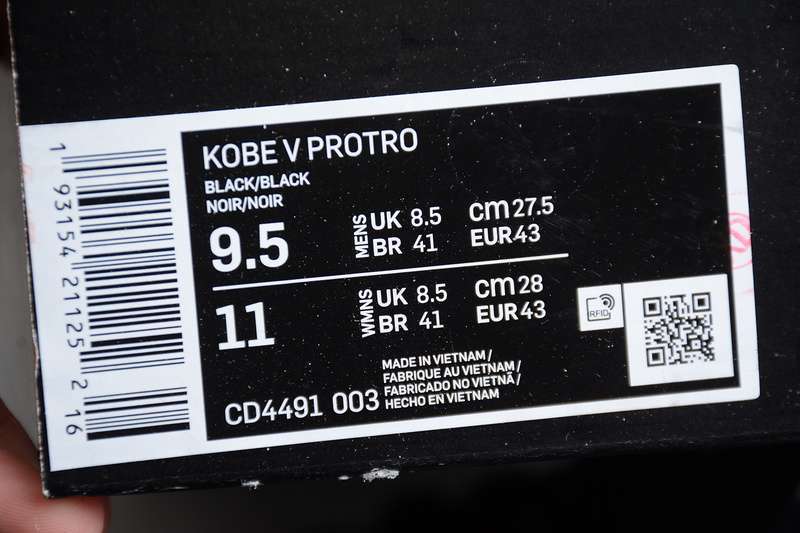 KOBE V PROTRO
BLACK/BLACK
NOIR/NOIR
9.5
MENS
UK 8.5
BR 41
cm 27.5
EUR43
11
WMNS
UK 8.5
BR 41
cm 28
EUR 43
RFID
CD4491 003
MADE IN VIETNAM /
FABRIQUE AU VIETNAM /
FABRICADO NO VIETNÃ /
HECHO EN VIETNAM
1 93154 21125 2 16